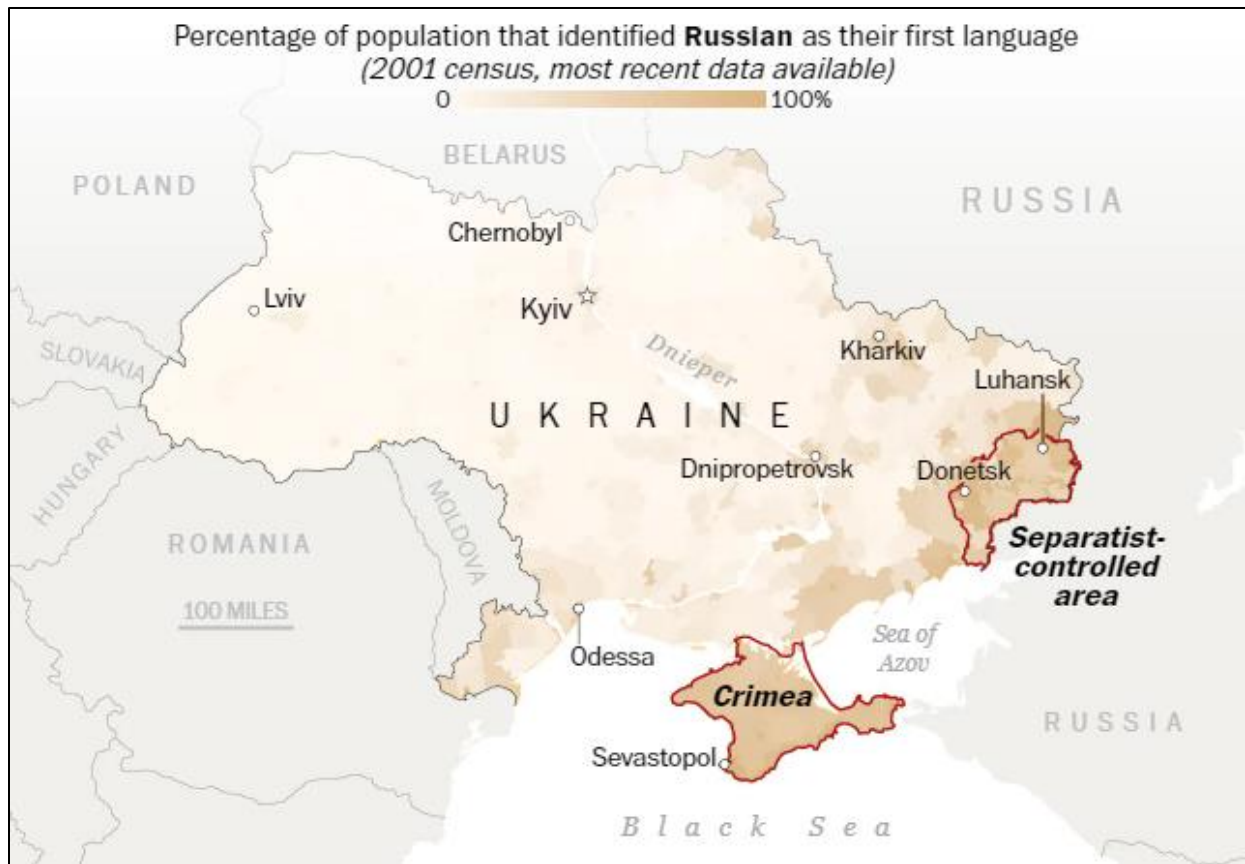 Percentage of population that identified Russian as their first language
(2001 census, most recent data available)
0 100%
BELARUS
POLAND
RUSSIA
Chernobyl
Lviv
Kyiv
Kharkiv
SLOVAKIA
Dnieper
Luhansk
UKRAINE
HUNGARY
Dnipropetrovsk
Donetsk
MOLDOVA
ROMANIA
Separatist-
controlled
area
100 MILES
Odessa
Sea of
Azov
Crimea
RUSSIA
Sevastopol
Black Sea